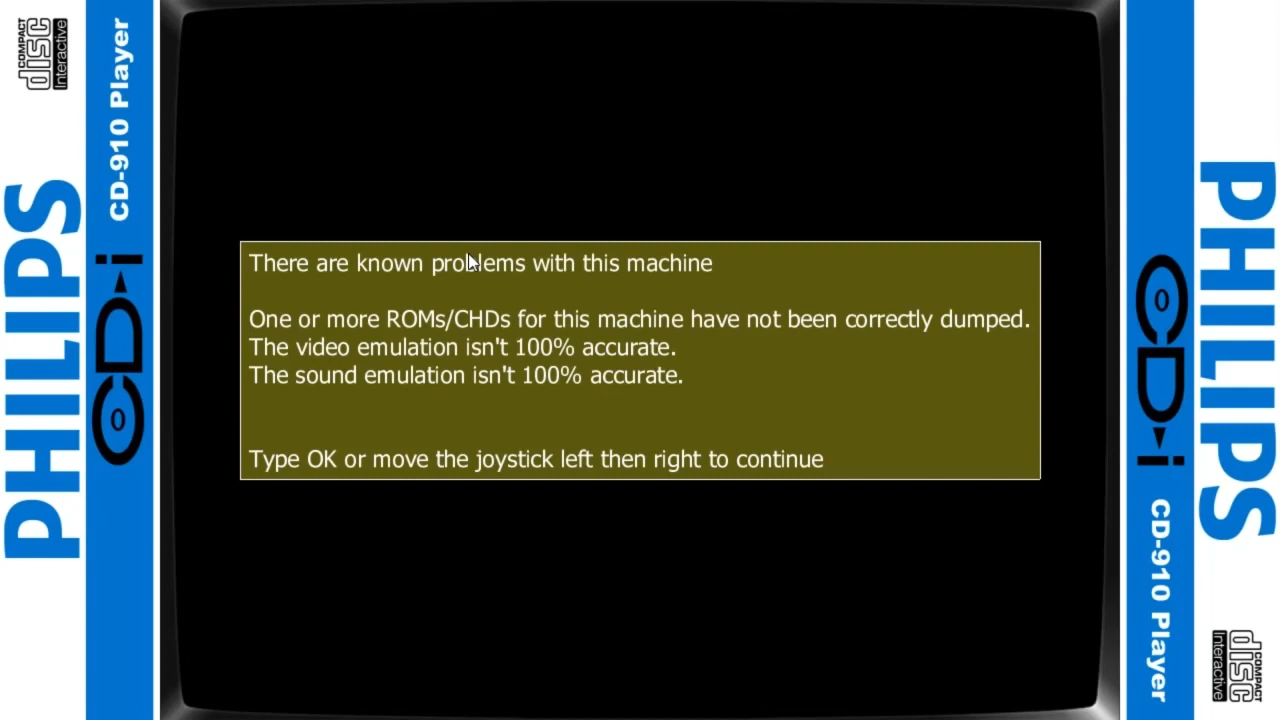 COMPACT
disc
Interactive
CD-910 Player
PHILIPS
CD-i
There are known problems with this machine
One or more ROMs/CHDs for this machine have not been correctly dumped.
The video emulation isn't 100% accurate.
The sound emulation isn't 100% accurate.
Type OK or move the joystick left then right to continue
PHILIPS
CD-i
CD-910 Player
COMPACT
disc
Interactive